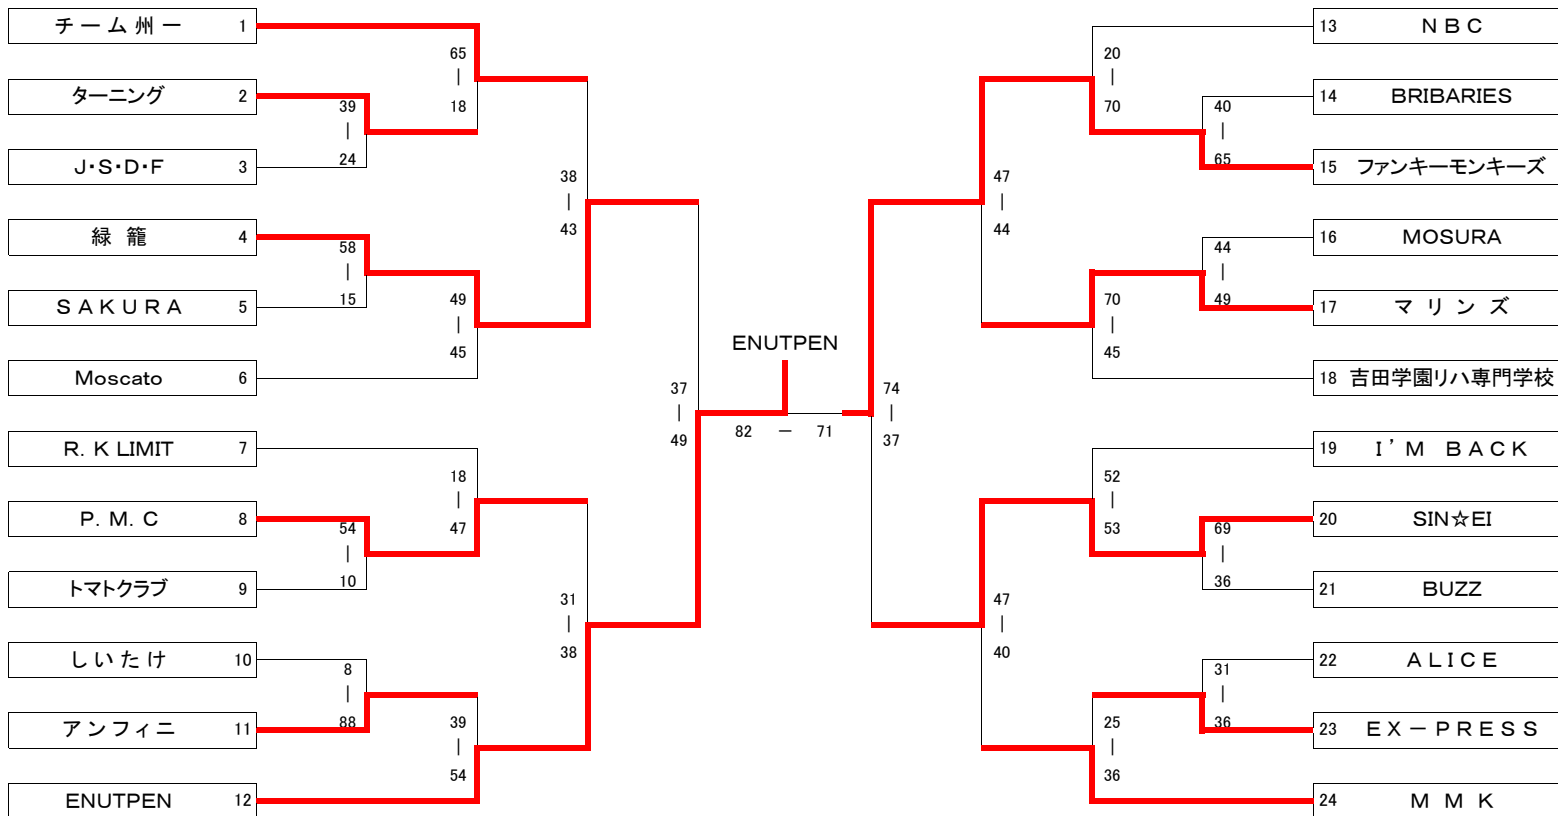 チーム州一 1
ターニング 2
J・S・D・F 3
緑 籠 4
SAKURA 5
Moscato 6
R. K LIMIT 7
P. M. C 8
トマトクラブ 9
しいたけ 10
アンフィニ 11
ENUTPEN 12
65
|
18
39
|
24
58
|
15
49
|
45
38
|
43
18
|
47
54
|
10
8
|
88
39
|
54
31
|
38
37
|
49
ENUTPEN
82 － 71
74
|
37
47
|
44
20
|
70
40
|
65
44
|
49
70
|
45
52
|
53
69
|
36
47
|
40
31
|
36
25
|
36
13 NBC
14 BRIBARIES
15 ファンキーモンキーズ
16 MOSURA
17 マリンズ
18 吉田学園リハ専門学校
19 I'M BACK
20 SIN☆EI
21 BUZZ
22 ALICE
23 EX－PRESS
24 MMK